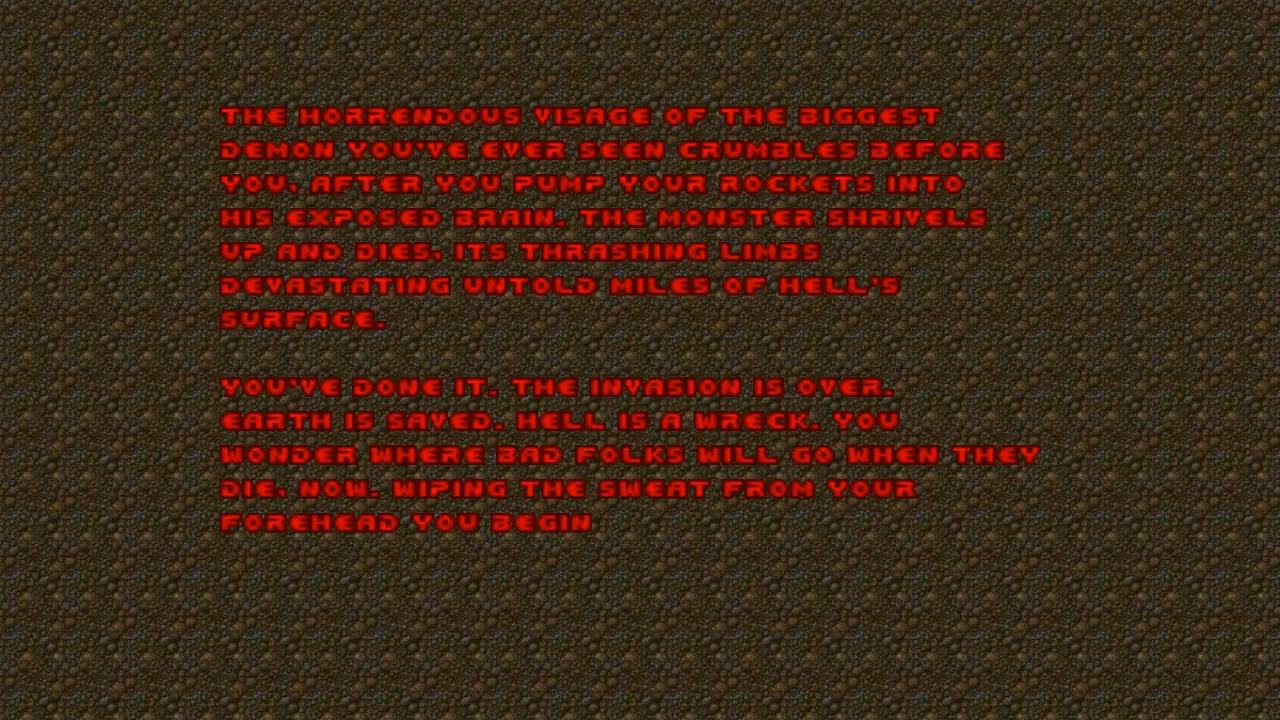 THE HORRENDOUS VISAGE OF THE BIGGEST
DEMON YOU'VE EVER SEEN CRUMBLES BEFORE
YOU, AFTER YOU PUMP YOUR ROCKETS INTO
HIS EXPOSED BRAIN. THE MONSTER SHRIVELS
UP AND DIES, ITS THRASHING LIMBS
DEVASTATING UNTOLD MILES OF HELL'S
SURFACE.

YOU'VE DONE IT. THE INVASION IS OVER.
EARTH IS SAVED. HELL IS A WRECK. YOU
WONDER WHERE BAD FOLKS WILL GO WHEN THEY
DIE, NOW. WIPING THE SWEAT FROM YOUR
FOREHEAD YOU BEGIN